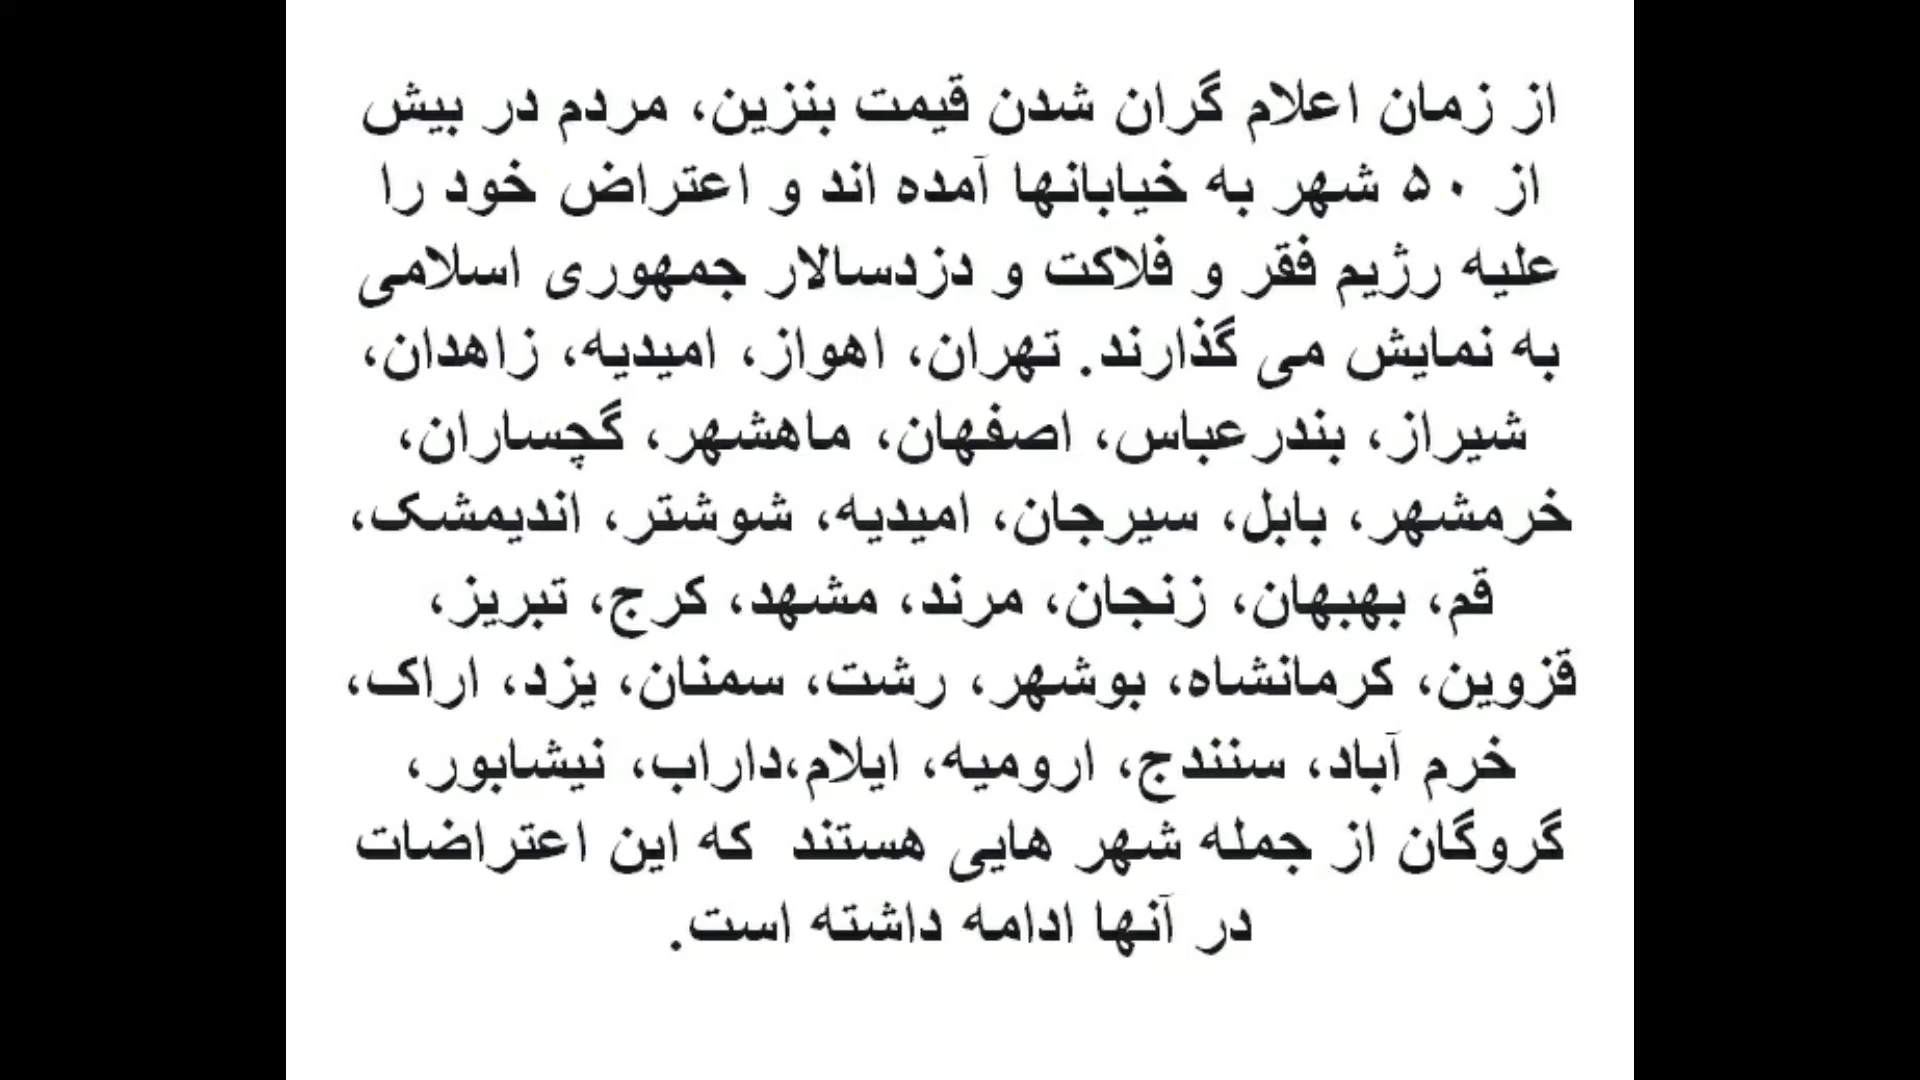 از زمان اعلام گران شدن قیمت بنزین، مردم در بیش
از ۵۰ شهر به خیابانها آمده اند و اعتراض خود را
علیه رژیم فقر و فلاکت و دزدسالار جمهوری اسلامی
به نمایش می گذارند. تهران، اهواز، امیدیه، زاهدان،
شیراز، بندرعباس، اصفهان، ماهشهر، گچساران،
خرمشهر، بابل، سیرجان، امیدیه، شوشتر، اندیمشک،
قم، بهبهان، زنجان، مرند، مشهد، کرج، تبریز،
قزوین، کرمانشاه، بوشهر، رشت، سمنان، یزد، اراک،
خرم آباد، سنندج، ارومیه، ایلام،داراب، نیشابور،
گروگان از جمله شهر هایی هستند  که این اعتراضات
در آنها ادامه داشته است.